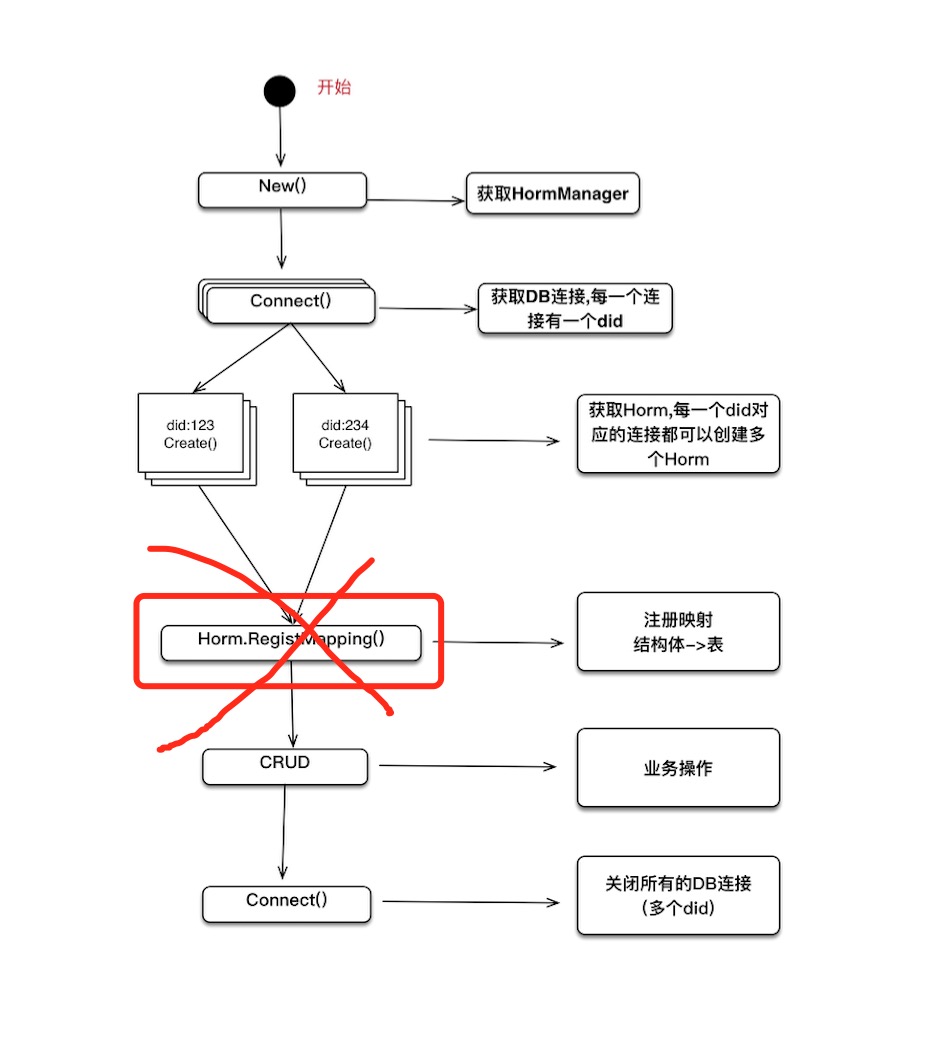 开始
New()
获取HormManager
Connect()
获取DB连接,每一个连
接有一个did
did:123
Create()
did:234
Create()
获取Horm,每一个did对
应的连接都可以创建多
个Horm
Horm.RegistMapping()
注册映射
结构体->表
CRUD
业务操作
Connect()
关闭所有的DB连接
(多个did)